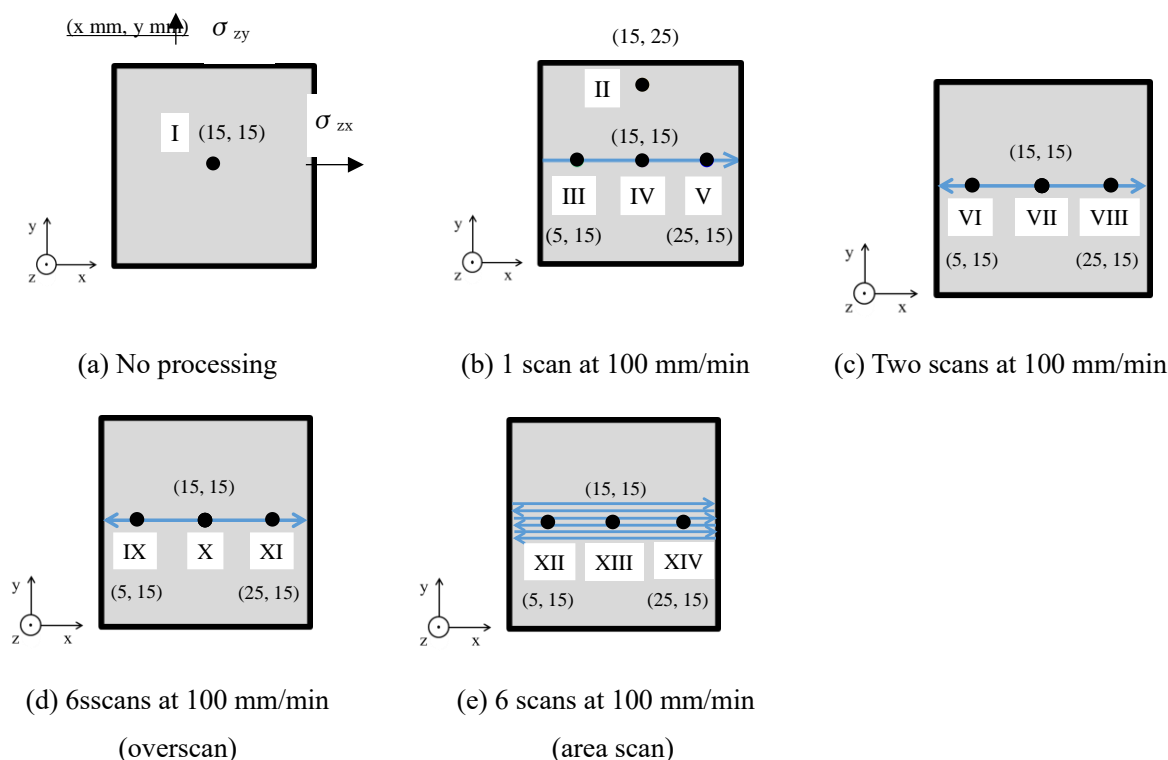 (x mm, y mm)
σ zy
I (15, 15)
σ zx
y
z x
(a) No processing
(15, 25)
II
(15, 15)
III IV V
(5, 15) (25, 15)
y
z x
(b) 1 scan at 100 mm/min
(15, 15)
VI VII VIII
(5, 15) (25, 15)
y
z x
(c) Two scans at 100 mm/min
(15, 15)
IX X XI
(5, 15) (25, 15)
y
z x
(d) 6sscans at 100 mm/min
(overscan)
(15, 15)
XII XIII XIV
(5, 15) (25, 15)
y
z x
(e) 6 scans at 100 mm/min
(area scan)